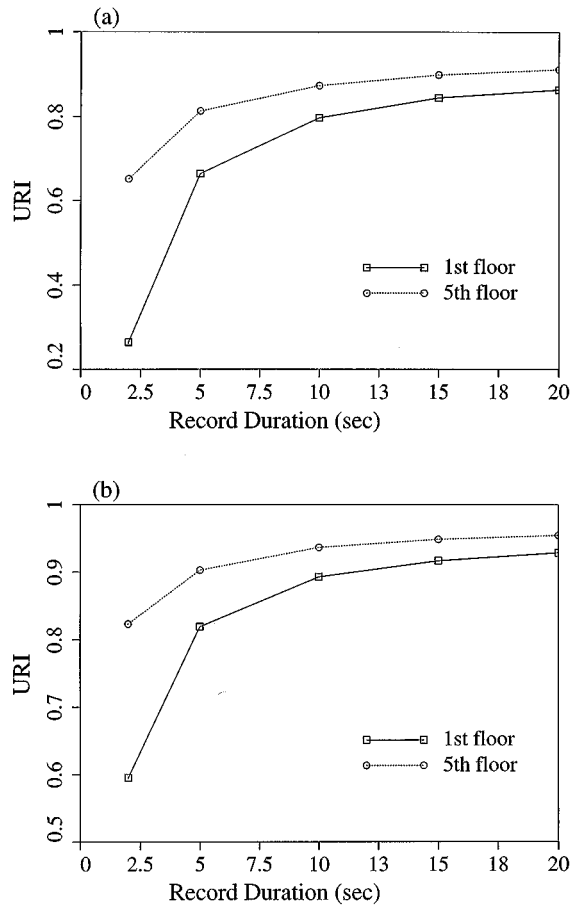 (a)
1
0.8
0.6
0.4
0.2
URI
1st floor
5th floor
0 2.5 5 7.5 10 13 15 18 20
Record Duration (sec)
(b)
1
0.9
0.8
0.7
0.6
0.5
URI
1st floor
5th floor
0 2.5 5 7.5 10 13 15 18 20
Record Duration (sec)